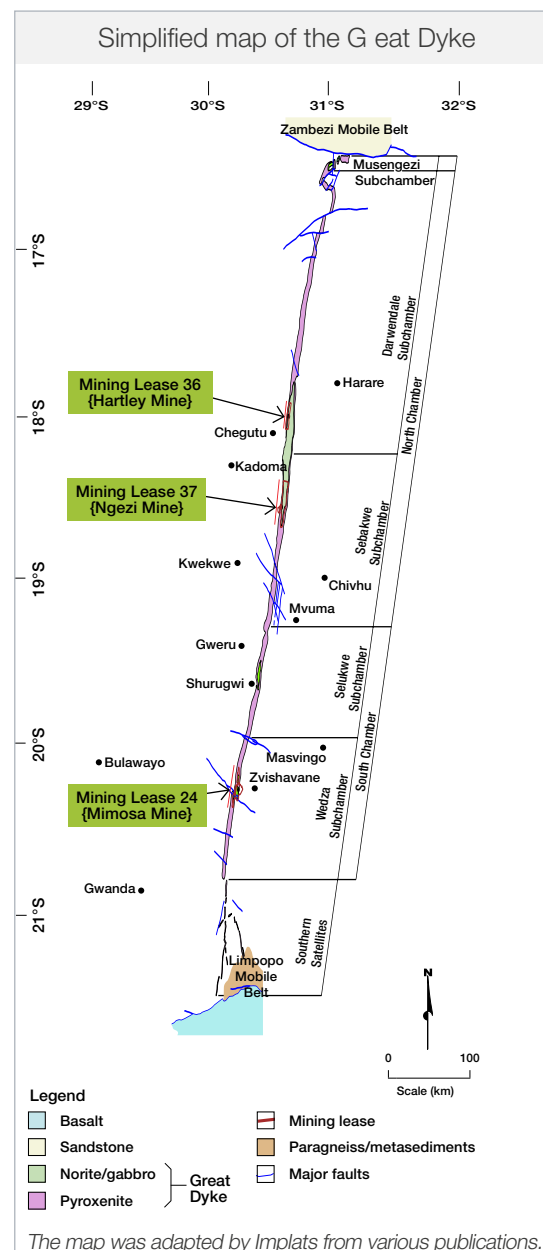 Simplified map of the G eat Dyke
29°S
30°S
31°S
32°S
Zambezi Mobile Belt
Musengezi
Subchamber
17°S
Darwendale
Subchamber
North Chamber
Harare
Mining Lease 36
{Hartley Mine}
18°S
Chegutu
Kadoma
Mining Lease 37
{Ngezi Mine}
Sebakwe
Subchamber
Kwekwe
19°S
Chivhu
Mvuma
Gweru
Shurugwi
Selukwe
Subchamber
South Chamber
20°S
Masvingo
Bulawayo
Zvishavane
Mining Lease 24
{Mimosa Mine}
Wedza
Subchamber
Gwanda
21°S
Southern
Satellites
Limpopo
Mobile
Belt
N
0
100
Scale (km)
Legend
Basalt
Sandstone
Norite/gabbro
Pyroxenite
Great
Dyke
Mining lease
Paragneiss/metasediments
Major faults
The map was adapted by Implats from various publications.